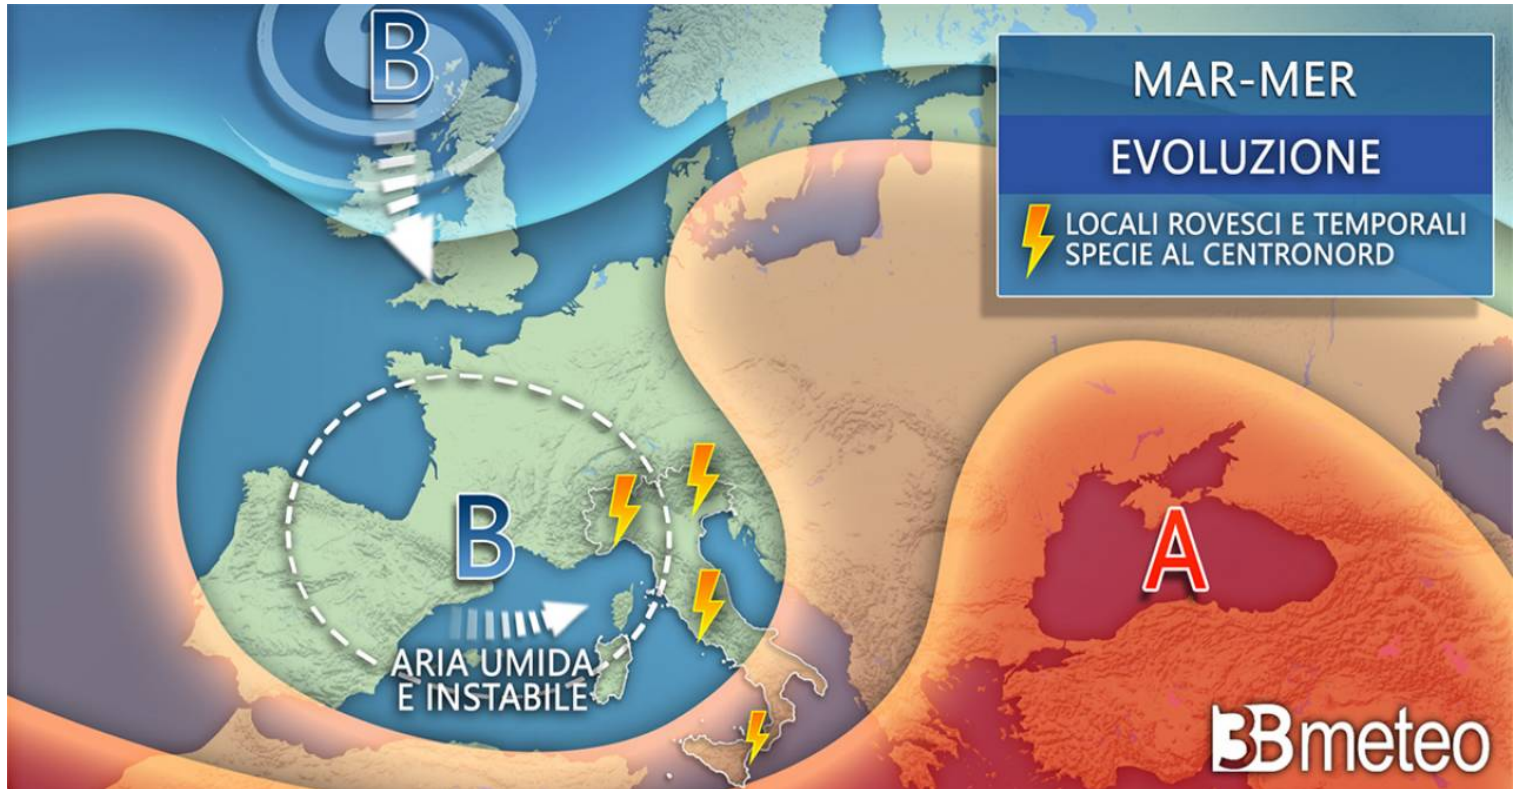 B
MAR-MER
EVOLUZIONE
LOCALI ROVESCI E TEMPORALI
SPECIE AL CENTRONORD
B
A
ARIA UMIDA
E INSTABILE
3Bmeteo